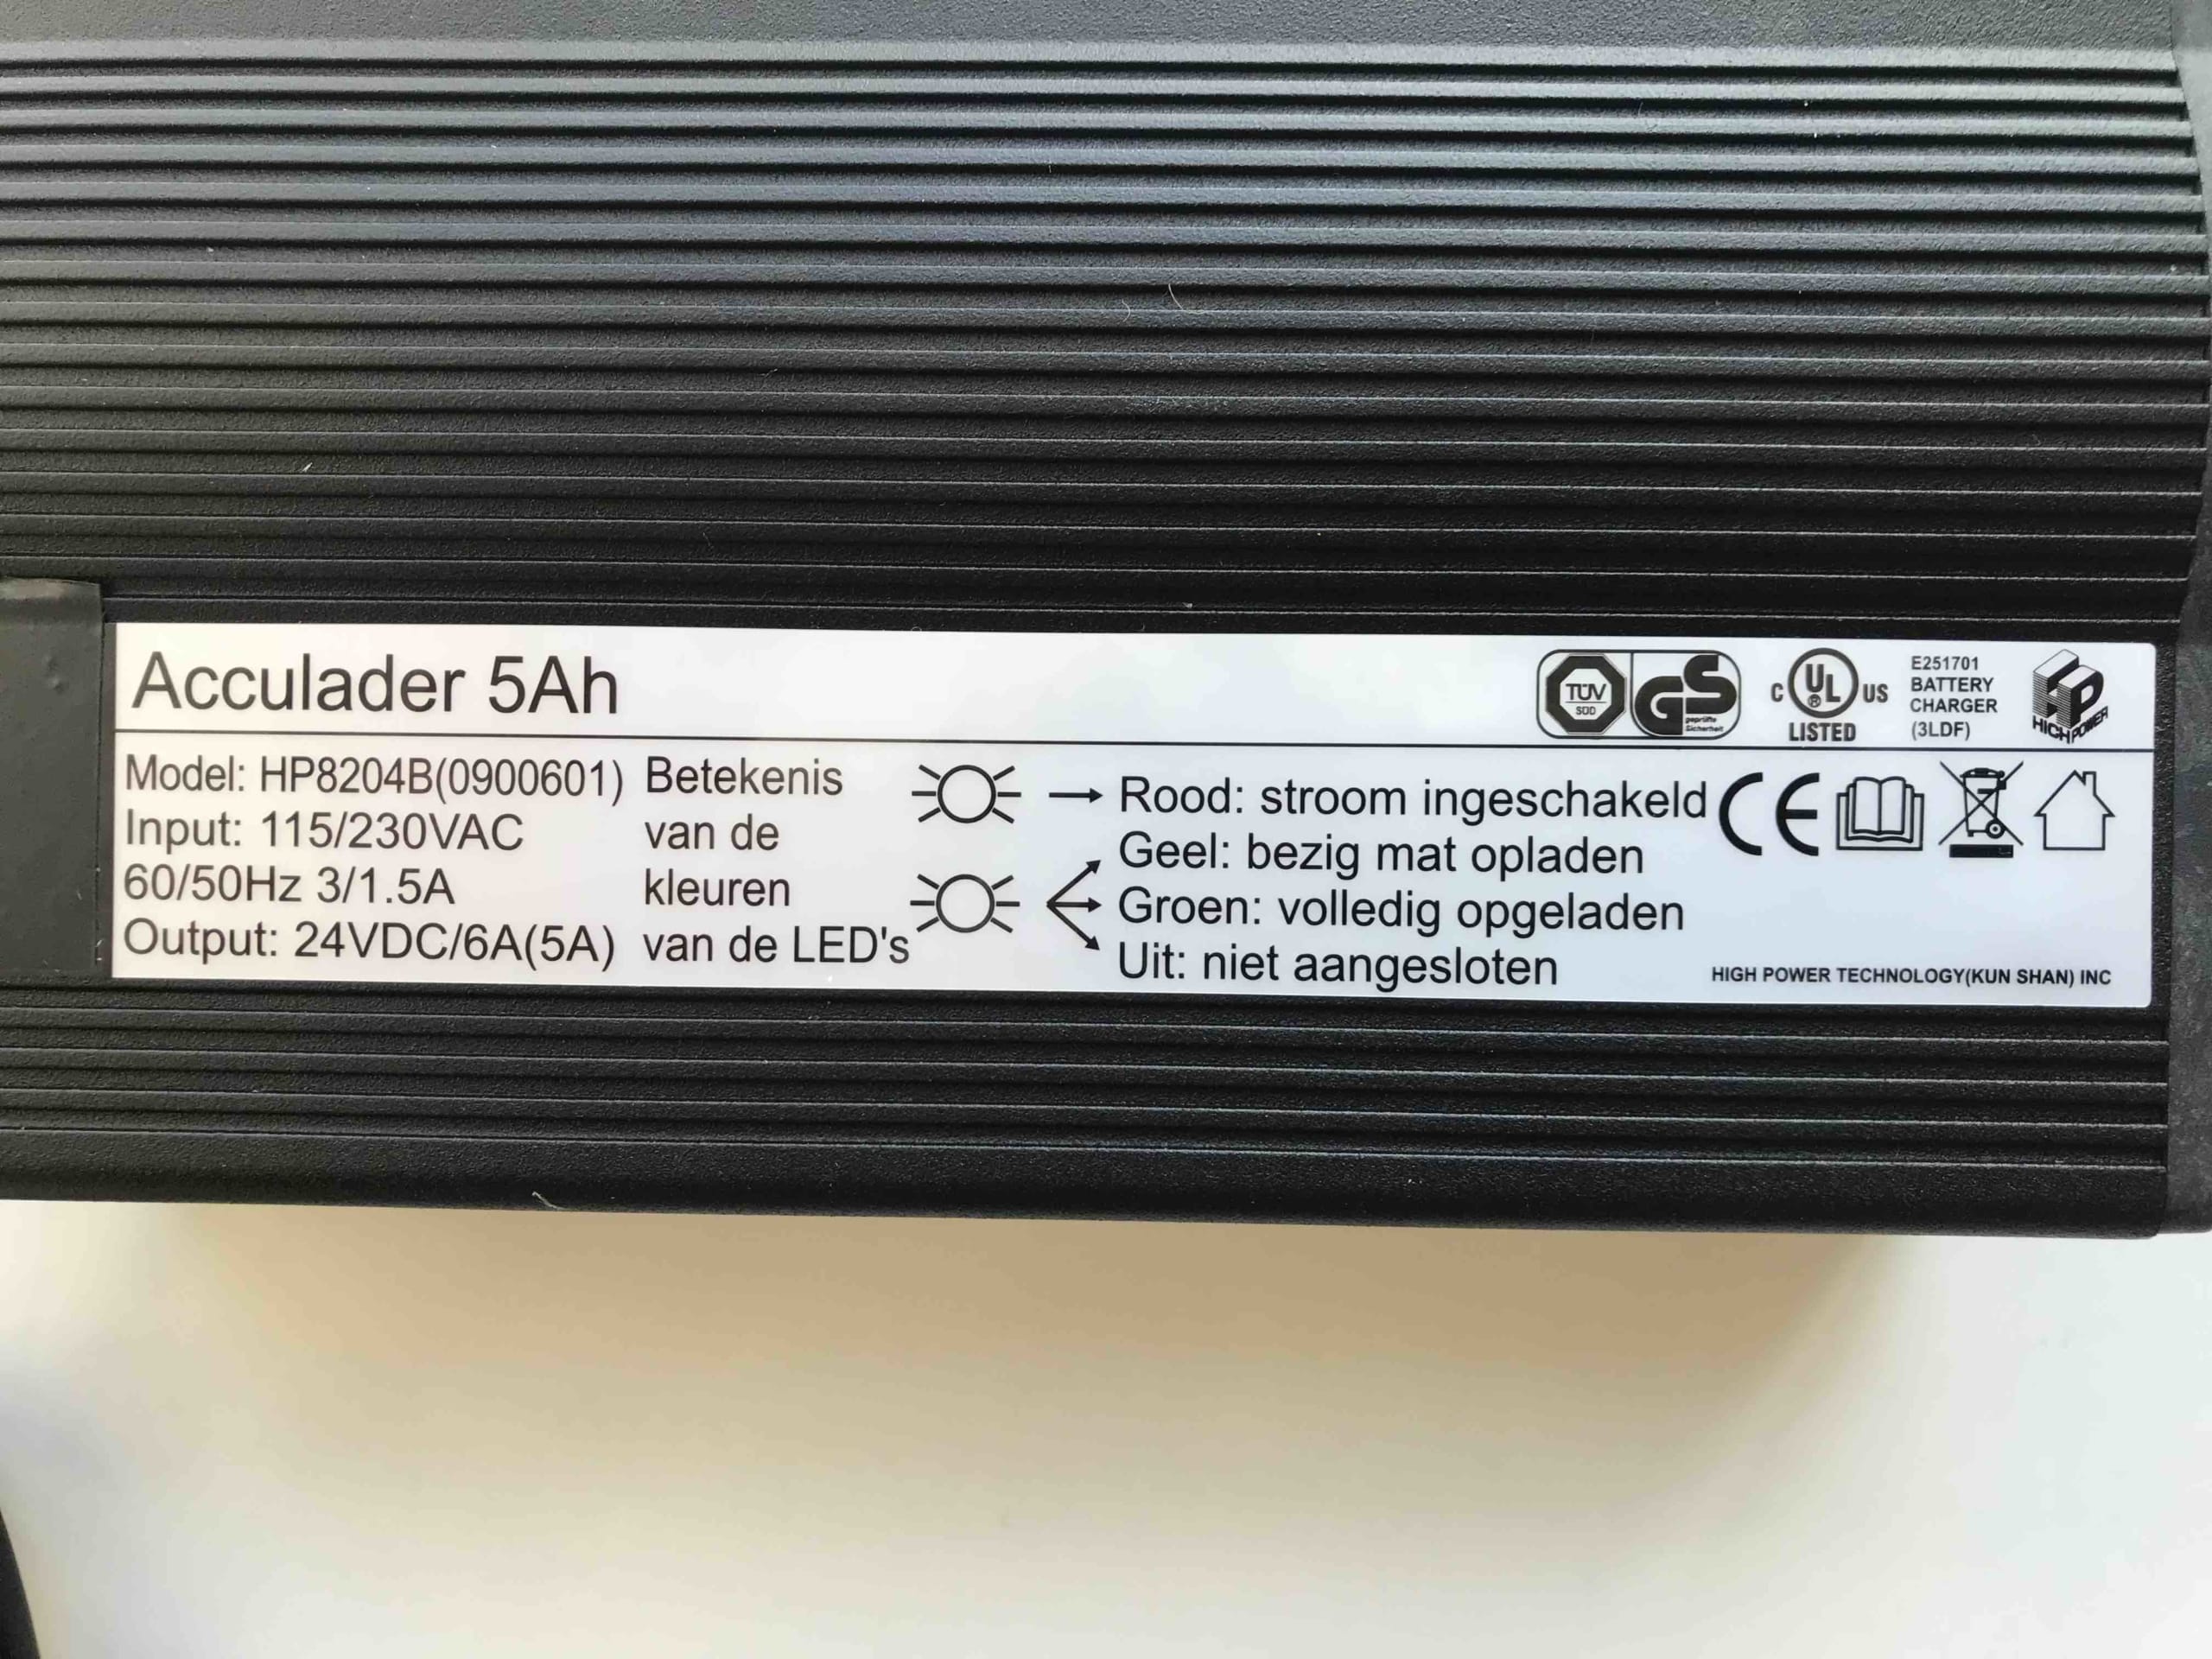 Acculader 5Ah
TÜV
SÜD
GS
geprüfte
Sicherheit
C UL US
®
LISTED
E251701
BATTERY
CHARGER
(3LDF)
HP
HIGH POWER
Model: HP8204B(0900601)
Input: 115/230VAC
60/50Hz 3/1.5A
Output: 24VDC/6A(5A)
Betekenis
van de
kleuren
van de LED's
Rood: stroom ingeschakeld
Geel: bezig mat opladen
Groen: volledig opgeladen
Uit: niet aangesloten
CE
HIGH POWER TECHNOLOGY(KUN SHAN) INC